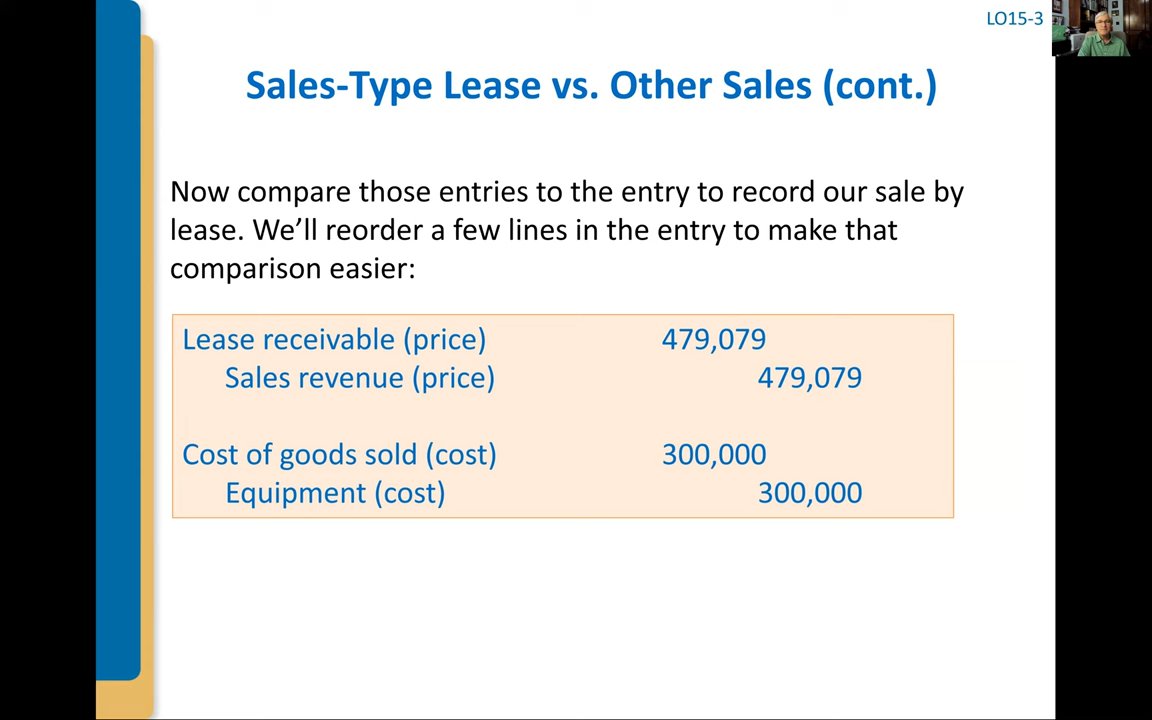 LO15-3
Sales-Type Lease vs. Other Sales (cont.)
Now compare those entries to the entry to record our sale by
lease. We’ll reorder a few lines in the entry to make that
comparison easier:
Lease receivable (price) 479,079
Sales revenue (price) 479,079
Cost of goods sold (cost) 300,000
Equipment (cost) 300,000